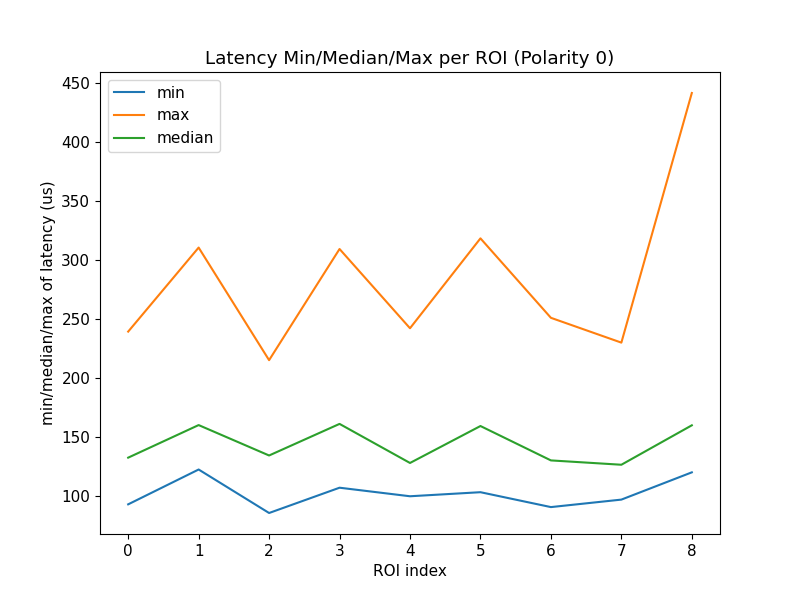 Latency Min/Median/Max per ROI (Polarity 0)
min
max
median
450
400
350
300
250
200
150
100
min/median/max of latency (us)
0 1 2 3 4 5 6 7 8
ROI index